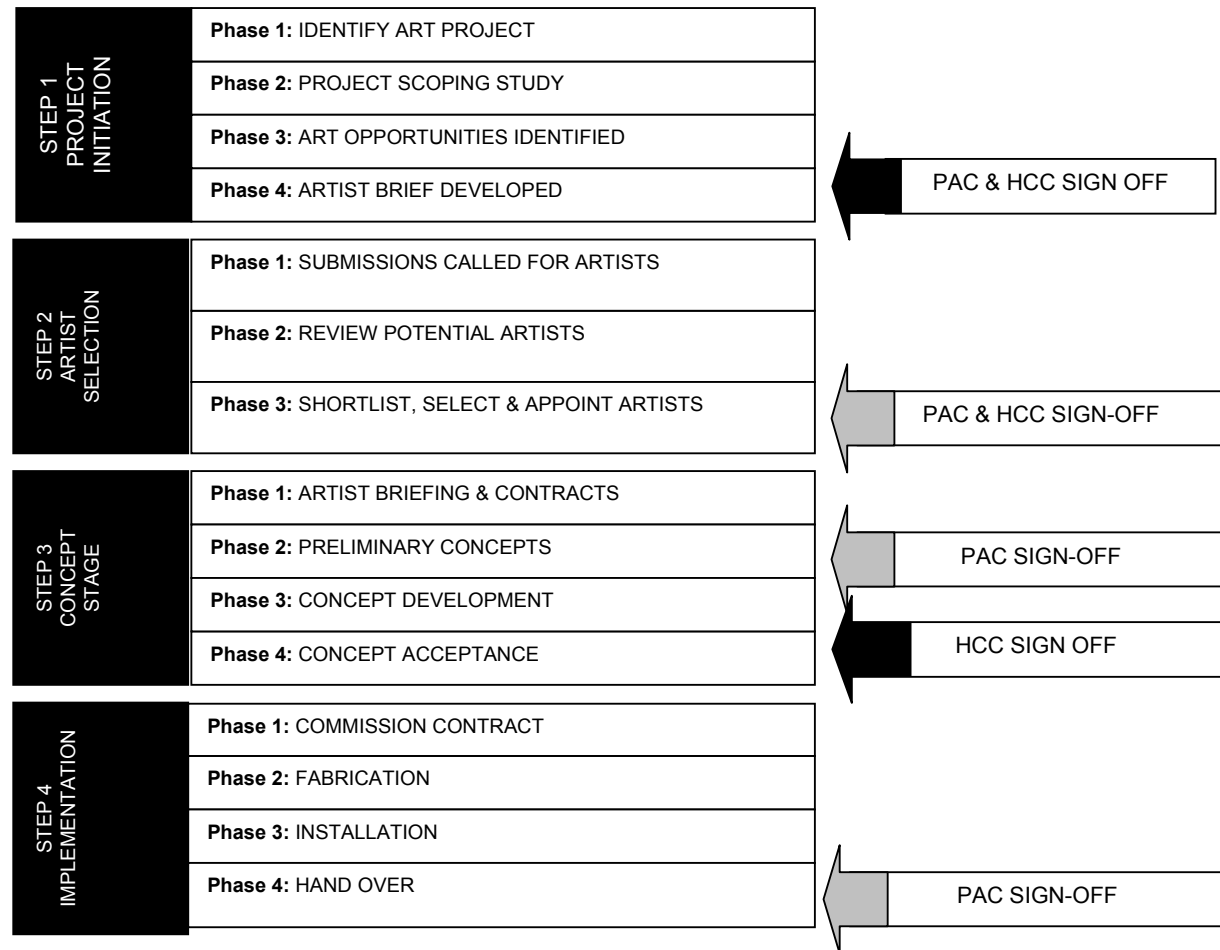 STEP 1
PROJECT
INITIATION
Phase 1: IDENTIFY ART PROJECT
Phase 2: PROJECT SCOPING STUDY
Phase 3: ART OPPORTUNITIES IDENTIFIED
Phase 4: ARTIST BRIEF DEVELOPED
PAC & HCC SIGN OFF
STEP 2
ARTIST
SELECTION
Phase 1: SUBMISSIONS CALLED FOR ARTISTS
Phase 2: REVIEW POTENTIAL ARTISTS
Phase 3: SHORTLIST, SELECT & APPOINT ARTISTS
PAC & HCC SIGN-OFF
STEP 3
CONCEPT
STAGE
Phase 1: ARTIST BRIEFING & CONTRACTS
Phase 2: PRELIMINARY CONCEPTS
PAC SIGN-OFF
Phase 3: CONCEPT DEVELOPMENT
Phase 4: CONCEPT ACCEPTANCE
HCC SIGN OFF
STEP 4
IMPLEMENTATION
Phase 1: COMMISSION CONTRACT
Phase 2: FABRICATION
Phase 3: INSTALLATION
Phase 4: HAND OVER
PAC SIGN-OFF